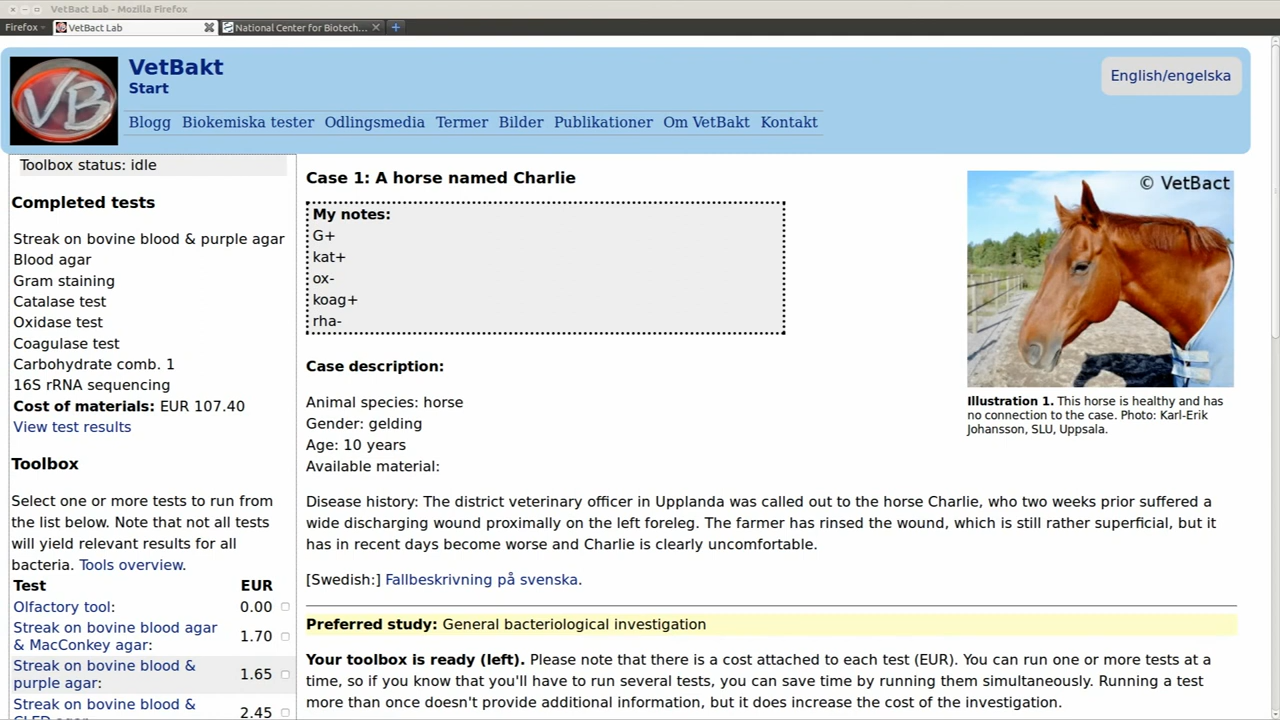 VetBact Lab - Mozilla Firefox
Firefox
VetBact Lab
National Center for Biotech...
VB
VetBakt
Start
English/engelska
Blogg Biokemiska tester Odlingsmedia Termer Bilder Publikationer Om VetBakt Kontakt
Toolbox status: idle
Completed tests
Streak on bovine blood & purple agar
Blood agar
Gram staining
Catalase test
Oxidase test
Coagulase test
Carbohydrate comb. 1
16S rRNA sequencing
Cost of materials: EUR 107.40
View test results
Toolbox
Select one or more tests to run from
the list below. Note that not all tests
will yield relevant results for all
bacteria. Tools overview.
Test EUR
Olfactory tool: 0.00
Streak on bovine blood agar
& MacConkey agar: 1.70
Streak on bovine blood &
purple agar: 1.65
Streak on bovine blood &
CLED agar: 2.45
Case 1: A horse named Charlie
My notes:
G+
kat+
ox-
koag+
rha-
Case description:
Animal species: horse
Gender: gelding
Age: 10 years
Available material:
Disease history: The district veterinary officer in Upplanda was called out to the horse Charlie, who two weeks prior suffered a
wide discharging wound proximally on the left foreleg. The farmer has rinsed the wound, which is still rather superficial, but it
has in recent days become worse and Charlie is clearly uncomfortable.
[Swedish:] Fallbeskrivning på svenska.
Preferred study: General bacteriological investigation
Your toolbox is ready (left). Please note that there is a cost attached to each test (EUR). You can run one or more tests at a
time, so if you know that you'll have to run several tests, you can save time by running them simultaneously. Running a test
more than once doesn't provide additional information, but it does increase the cost of the investigation.
© VetBact
Illustration 1. This horse is healthy and has
no connection to the case. Photo: Karl-Erik
Johansson, SLU, Uppsala.